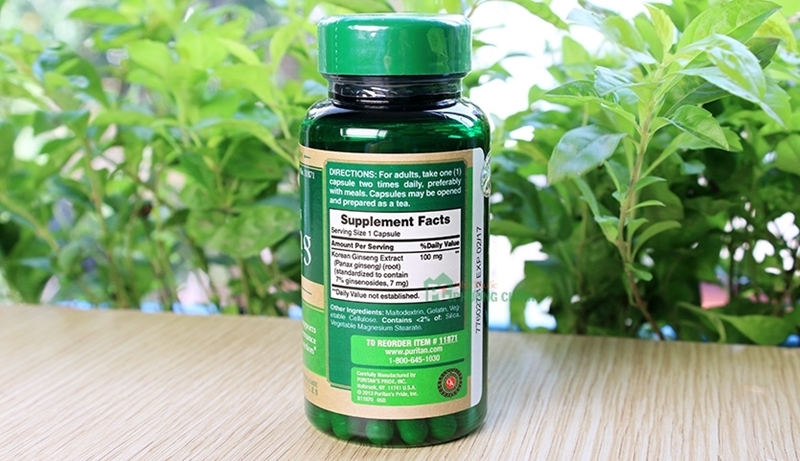 DIRECTIONS: For adults, take one (1)
capsule two times daily, preferably
with meals. Capsules may be opened
and prepared as a tea.
Supplement Facts
Serving Size 1 Capsule
Amount Per Serving %Daily Value
Korean Ginseng Extract 100 mg **
(Panax ginseng) (root)
(standardized to contain
7% ginsenosides, 7 mg)
**Daily Value not established.
Other Ingredients: Maltodextrin, Gelatin, Veg-
etable Cellulose. Contains <2% of: Silica,
Vegetable Magnesium Stearate.
TO REORDER ITEM # 11871
www.puritan.com
1-800-645-1030
Carefully Manufactured by
PURITAN'S PRIDE, INC.
U.S.A.
© 2013 Puritan's Pride, Inc.
EXP 02/17